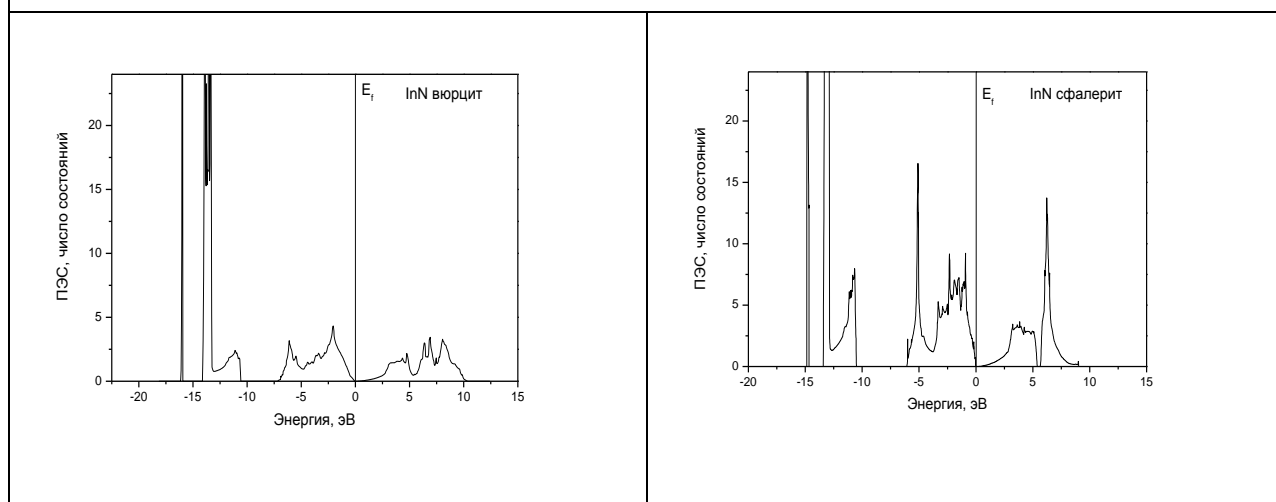 E_f InN вюрцит
ПЭС, число состояний
20
15
10
5
0
-20 -15 -10 -5 0 5 10 15
Энергия, эВ
E_f InN сфалерит
ПЭС, число состояний
20
15
10
5
0
-20 -15 -10 -5 0 5 10 15
Энергия, эВ